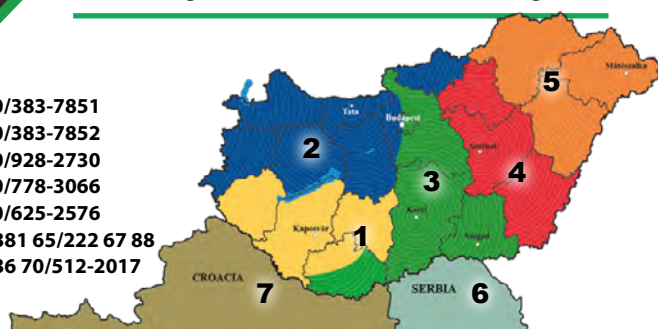 0/383-7851
0/383-7852
0/928-2730
0/778-3066
0/625-2576
381 65/222 67 88
36 70/512-2017
Mátészalka
5
Tata
Budapest
2
Szolnok
4
3
Kecel
Kaposvár
1
Szeged
CROACIA
7
SERBIA
6